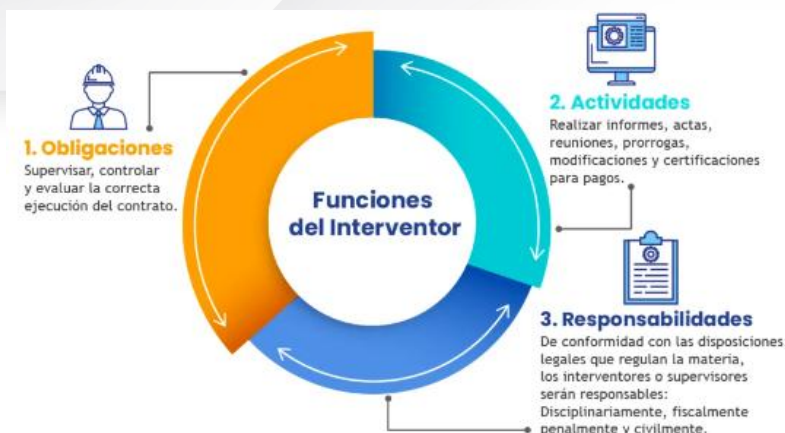 Funciones
del Interventor
1. Obligaciones
Supervisar, controlar
y evaluar la correcta
ejecución del contrato.
2. Actividades
Realizar informes, actas,
reuniones, prorrogas,
modificaciones y certificaciones
para pagos.
3. Responsabilidades
De conformidad con las disposiciones
legales que regulan la materia,
los interventores o supervisores
serán responsables:
Disciplinariamente, fiscalmente
penalmente y civilmente.